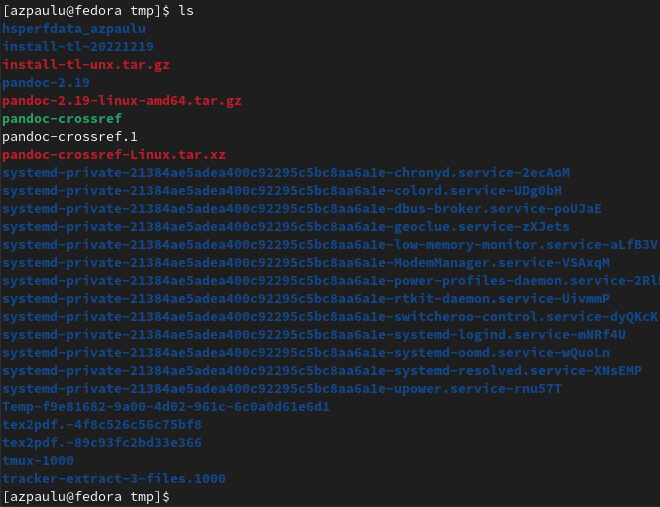 [azpaulu@fedora tmp]$ ls
hsperfdata_azpaulu
install-tl-20221219
install-tl-unx.tar.gz
pandoc-2.19
pandoc-2.19-linux-amd64.tar.gz
pandoc-crossref
pandoc-crossref.1
pandoc-crossref-Linux.tar.xz
systemd-private-21384ae5adea400c92295c5bc8aa6a1e-chronyd.service-2ecAoM
systemd-private-21384ae5adea400c92295c5bc8aa6a1e-colord.service-UDg0bH
systemd-private-21384ae5adea400c92295c5bc8aa6a1e-dbus-broker.service-poUJaE
systemd-private-21384ae5adea400c92295c5bc8aa6a1e-geoclue.service-zXJets
systemd-private-21384ae5adea400c92295c5bc8aa6a1e-low-memory-monitor.service-aLfB3V
systemd-private-21384ae5adea400c92295c5bc8aa6a1e-ModemManager.service-VSAxqM
systemd-private-21384ae5adea400c92295c5bc8aa6a1e-power-profiles-daemon.service-2Rl
systemd-private-21384ae5adea400c92295c5bc8aa6a1e-rtkit-daemon.service-UivmmP
systemd-private-21384ae5adea400c92295c5bc8aa6a1e-switcheroo-control.service-dyQKcK
systemd-private-21384ae5adea400c92295c5bc8aa6a1e-systemd-logind.service-mNRf4U
systemd-private-21384ae5adea400c92295c5bc8aa6a1e-systemd-oomd.service-wQuoLn
systemd-private-21384ae5adea400c92295c5bc8aa6a1e-systemd-resolved.service-XNsEMP
systemd-private-21384ae5adea400c92295c5bc8aa6a1e-upower.service-rnu57T
Temp-f9e81682-9a00-4d02-961c-6c0a0d61e6d1
tex2pdf.-4f8c526c56c75bf8
tex2pdf.-89c93fc2bd33e366
tmux-1000
tracker-extract-3-files.1000
[azpaulu@fedora tmp]$